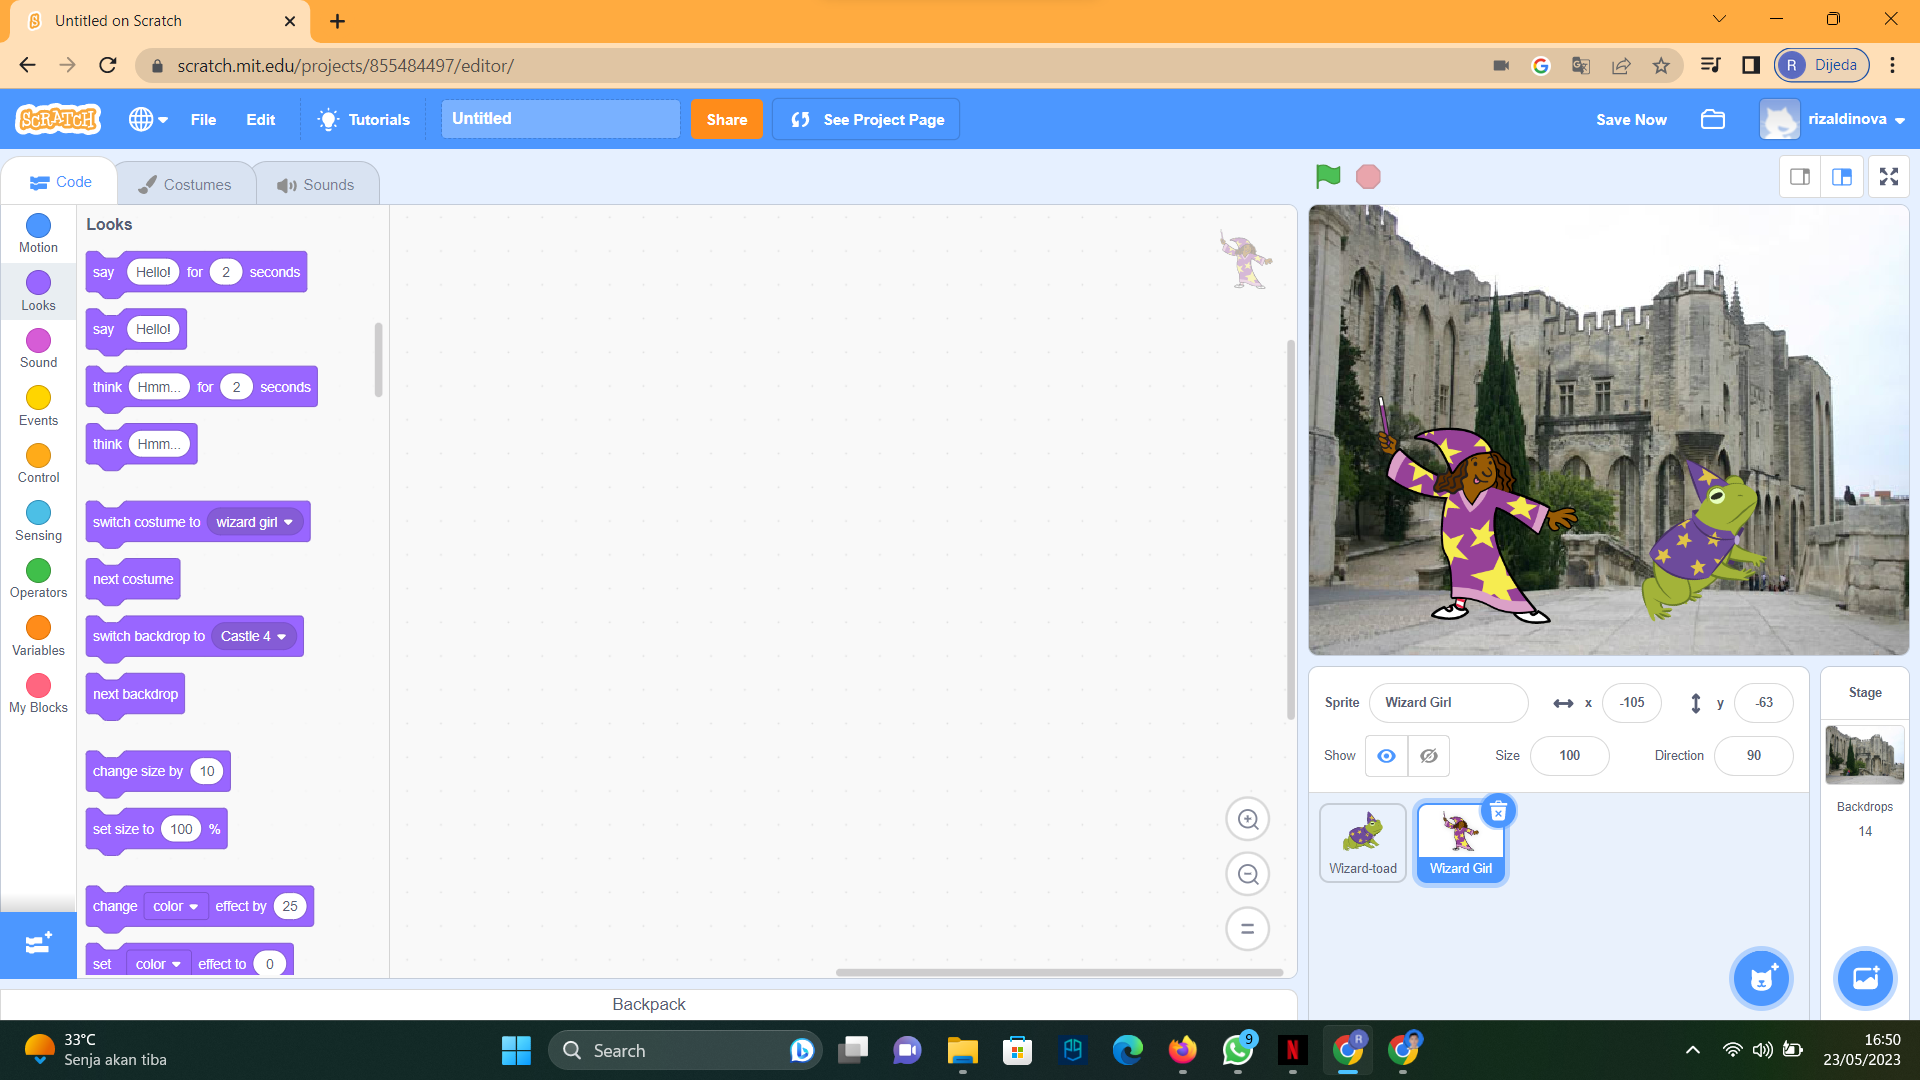 Untitled on Scratch
scratch.mit.edu/projects/855484497/editor/
R Dijeda
SCRATCH File Edit Tutorials Untitled Share See Project Page Save Now rizaldinova
Code Costumes Sounds
Motion
Looks
Sound
Events
Control
Sensing
Operators
Variables
My Blocks
Looks
say Hello! for 2 seconds
say Hello!
think Hmm... for 2 seconds
think Hmm...
switch costume to wizard girl
next costume
switch backdrop to Castle 4
next backdrop
change size by 10
set size to 100 %
change color effect by 25
set color effect to 0
Backpack
Sprite Wizard Girl x -105 y -63
Show Size 100 Direction 90
Wizard-toad
Wizard Girl
Stage
Backdrops
14
33°C
Senja akan tiba
Search
9
N
R
16:50
23/05/2023